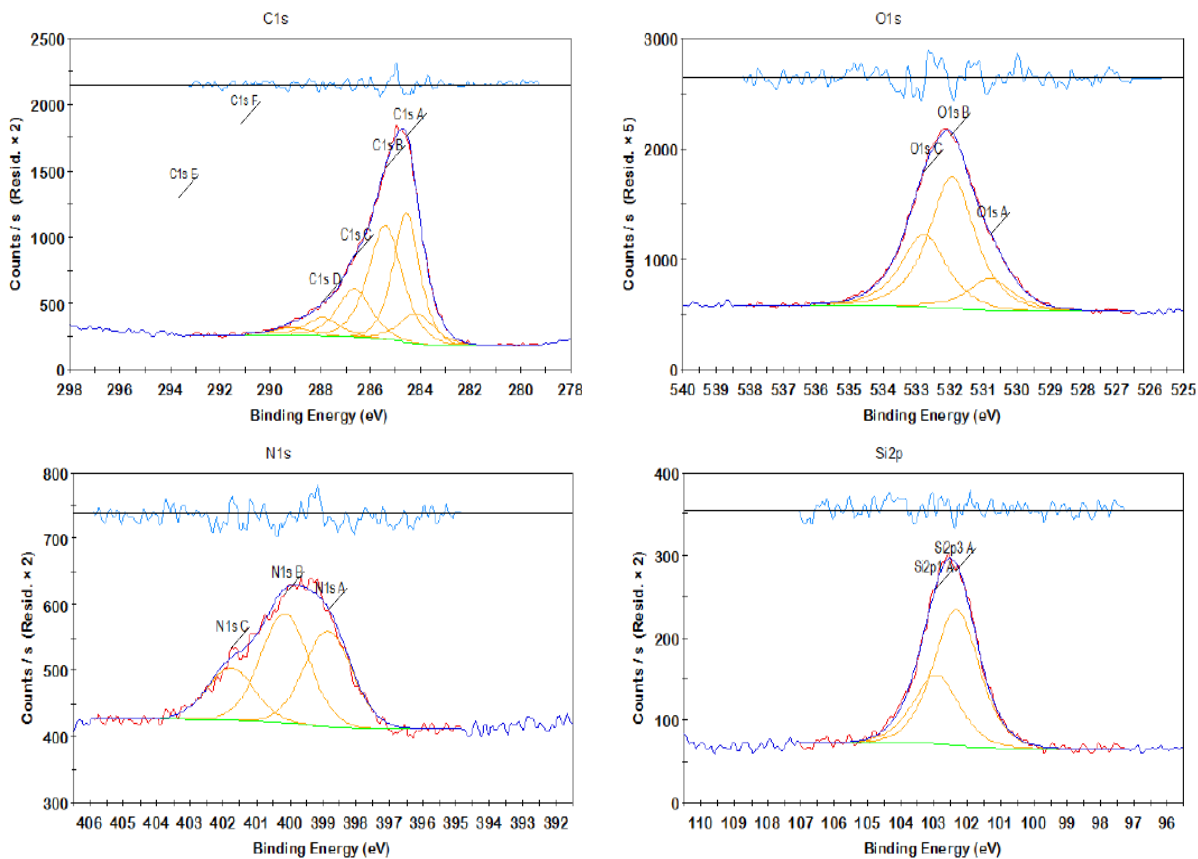 C1s
Counts / s (Resid. × 2)
2500
2000
1500
1000
500
0
C1s F
C1s E
C1s A
C1s B
C1s C
C1s D
298 296 294 292 290 288 286 284 282 280 278
Binding Energy (eV)
O1s
Counts / s (Resid. × 5)
3000
2000
1000
0
O1s B
O1s C
O1s A
540 539 538 537 536 535 534 533 532 531 530 529 528 527 526 525
Binding Energy (eV)
N1s
Counts / s (Resid. × 2)
800
700
600
500
400
300
N1s B
N1s A
N1s C
406 405 404 403 402 401 400 399 398 397 396 395 394 393 392
Binding Energy (eV)
Si2p
Counts / s (Resid. × 2)
400
300
200
100
0
Si2p3 A
Si2p1 A
110 109 108 107 106 105 104 103 102 101 100 99 98 97 96
Binding Energy (eV)